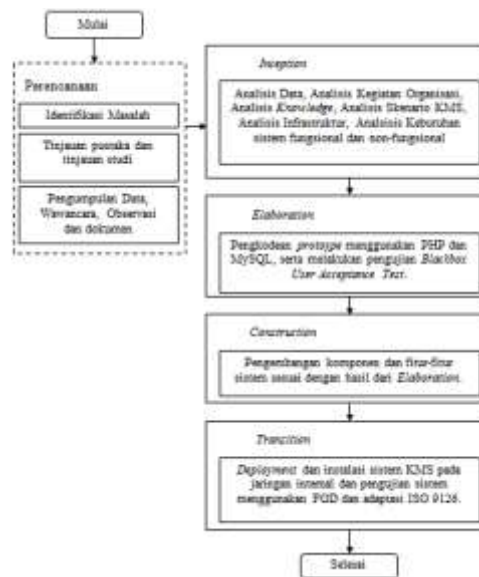 Mulai
Perencanaan
Identifikasi Masalah
Tinjauan pustaka dan
tinjauan studi
Pengumpulan Data,
Wawancara, Observasi
dan dokumen
Inception
Analisis Data, Analisis Kegiatan Organisasi,
Analisis Knowledge, Analisis Skenario KMS,
Analisis Infrastruktur, Analisis Kebutuhan
sistem fungsional dan non-fungsional
Elaboration
Pengkodean prototype menggunakan PHP dan
MySQL, serta melakukan pengujian Blackbox
User Acceptance Test.
Construction
Pengembangan komponen dan fitur-fitur
sistem sesuai dengan hasil dari Elaboration.
Transition
Deployment dan instalasi sistem KMS pada
jaringan internal dan pengujian sistem
menggunakan FGD dan adaptasi ISO 9126.
Selesai